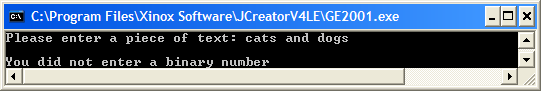 C:\Program Files\Xinox Software\JCreatorV4LE\GE2001.exe
Please enter a piece of text: cats and dogs
You did not enter a binary number